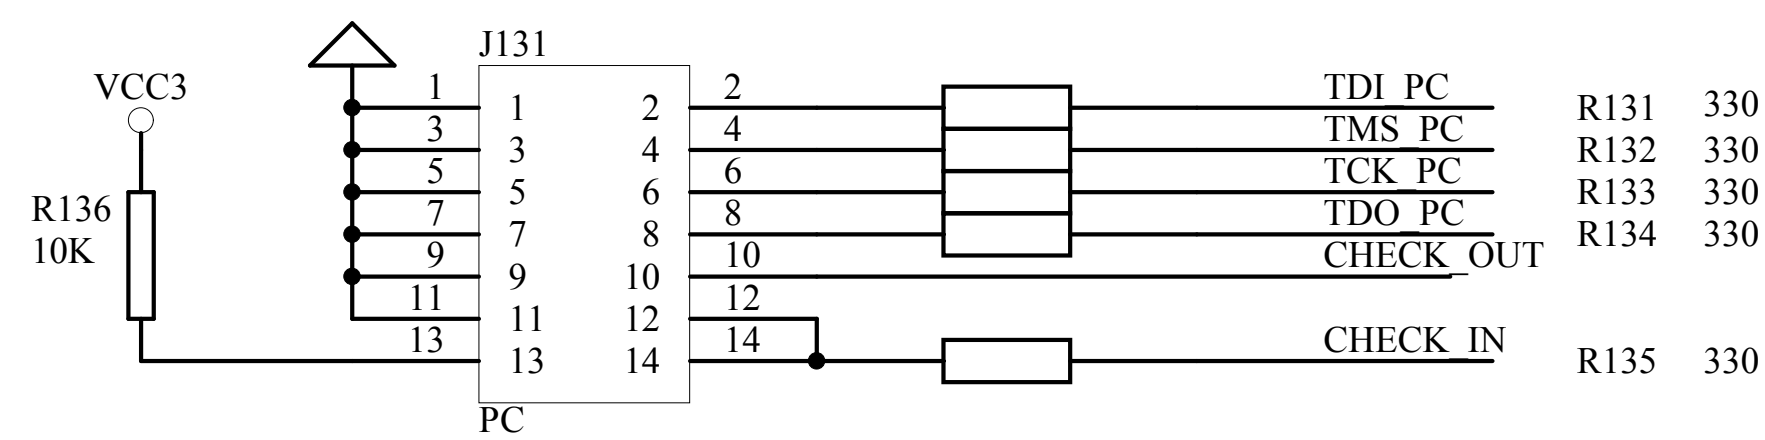 J131
VCC3
R136
10K
1 1 2 2 TDI_PC R131 330
3 3 4 4 TMS_PC R132 330
5 5 6 6 TCK_PC R133 330
7 7 8 8 TDO_PC R134 330
9 9 10 10 CHECK_OUT
11 11 12 12
13 13 14 14 CHECK_IN R135 330
PC